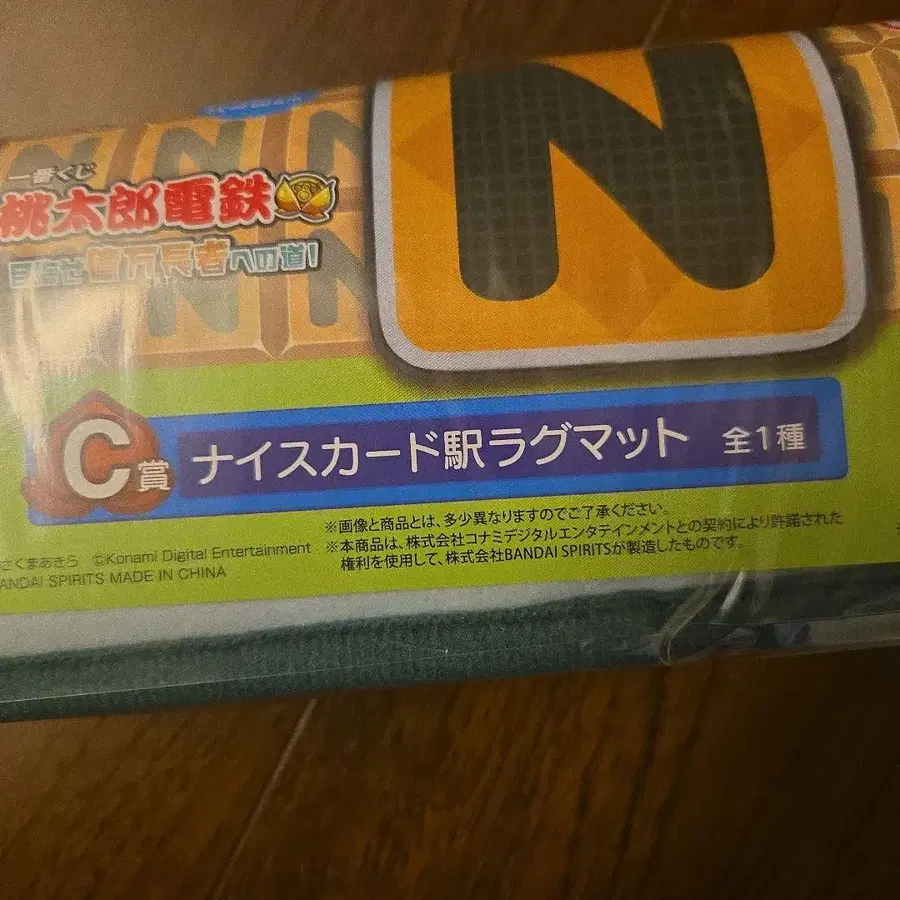 一番くじ
桃太郎電鉄
目指せ億万長者への道!
N
C賞
ナイスカード駅ラグマット 全1種
※画像と商品とは、多少異なりますのでご了承ください。
※本商品は、株式会社コナミデジタルエンタテインメントとの契約により許諾された
権利を使用して、株式会社BANDAI SPIRITSが製造したものです。
さくまあきら ©Konami Digital Entertainment
ANDAI SPIRITS MADE IN CHINA